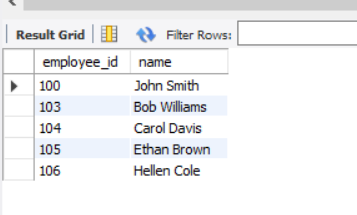 Result Grid Filter Rows:
employee_id name
100 John Smith
103 Bob Williams
104 Carol Davis
105 Ethan Brown
106 Hellen Cole